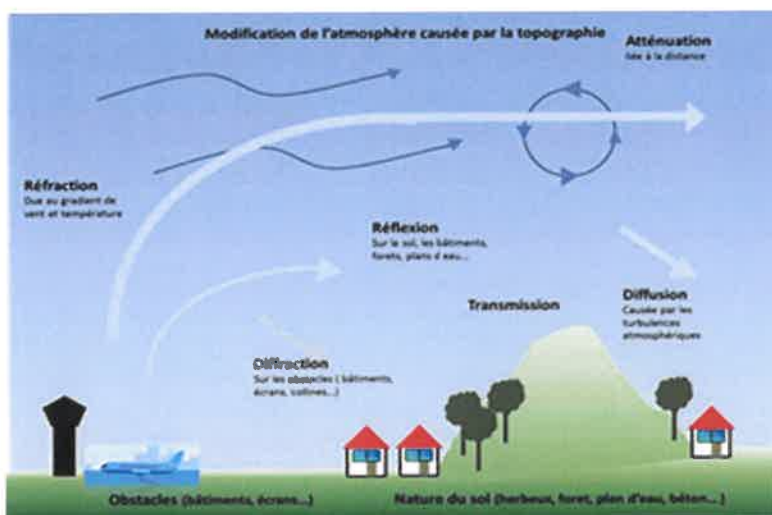 Modification de l'atmosphère causée par la topographie
Atténuation
liée à la distance
Réfraction
Due au gradient de
vent et température
Réflexion
Sur le sol, les bâtiments,
forets, plans d'eau...
Transmission
Diffusion
Causée par les
turbulences
atmosphériques
Diffraction
Sur les obstacles ( bâtiments,
écrans, collines...)
Obstacles (bâtiments, écrans...)
Nature du sol (herbeux, foret, plan d'eau, béton...)